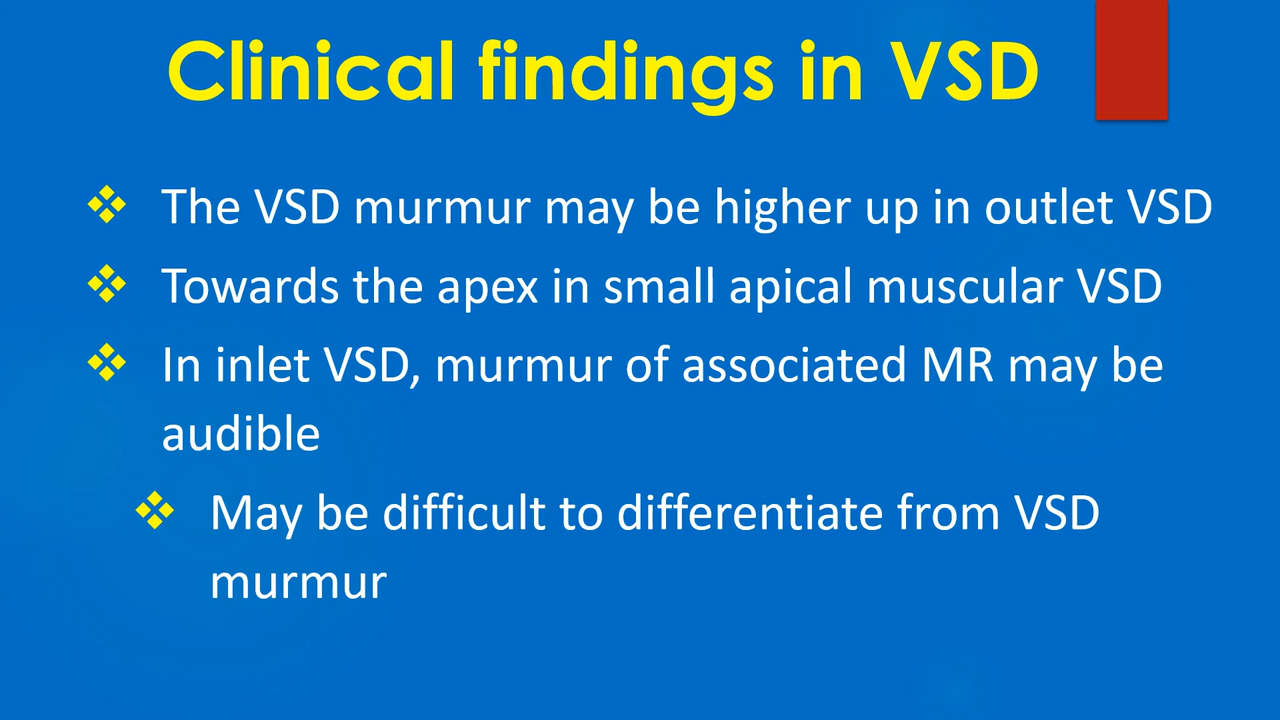 Clinical findings in VSD
❖ The VSD murmur may be higher up in outlet VSD
❖ Towards the apex in small apical muscular VSD
❖ In inlet VSD, murmur of associated MR may be
audible
❖ May be difficult to differentiate from VSD
murmur